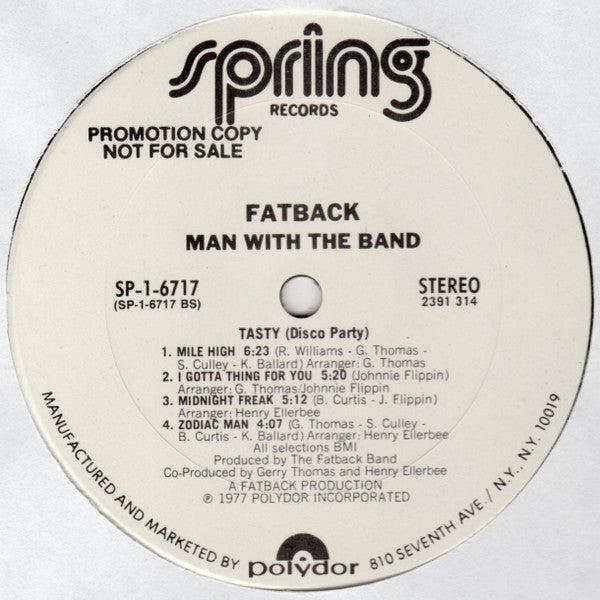 spring
RECORDS
PROMOTION COPY
NOT FOR SALE
FATBACK
MAN WITH THE BAND
SP-1-6717
(SP-1-6717 BS)
STEREO
2391 314
TASTY (Disco Party)
1. MILE HIGH 6:23 (R. Williams - G. Thomas -
S. Culley - K. Ballard) Arranger: G. Thomas
2. I GOTTA THING FOR YOU 5:20 (Johnnie Flippin)
Arranger: G. Thomas/Johnnie Flippin
3. MIDNIGHT FREAK 5:12 (B. Curtis - J. Flippin)
Arranger: Henry Ellerbee
4. ZODIAC MAN 4:07 (G. Thomas - S. Culley -
B. Curtis - K. Ballard) Arranger: Henry Ellerbee
All selections BMI
Produced by The Fatback Band
Co-Produced by Gerry Thomas and Henry Ellerbee
A FATBACK PRODUCTION
℗ 1977 POLYDOR INCORPORATED
MANUFACTURED AND MARKETED BY polydor 810 SEVENTH AVE./ N.Y., N.Y. 10019